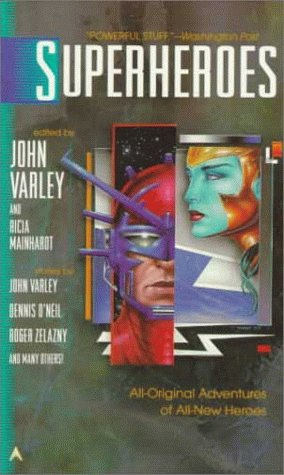 "POWERFUL STUFF."—Washington Post
SUPERHEROES
edited by
JOHN
VARLEY
AND
RICIA
MAINHARDT
stories by
JOHN VARLEY
DENNIS O'NEIL
ROGER ZELAZNY
AND MANY OTHERS!
All-Original Adventures
of All-New Heroes